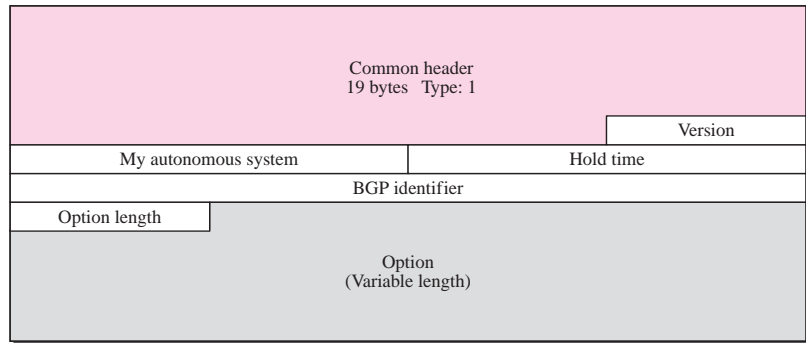 Common header
19 bytes Type: 1
Version
My autonomous system
Hold time
BGP identifier
Option length
Option
(Variable length)